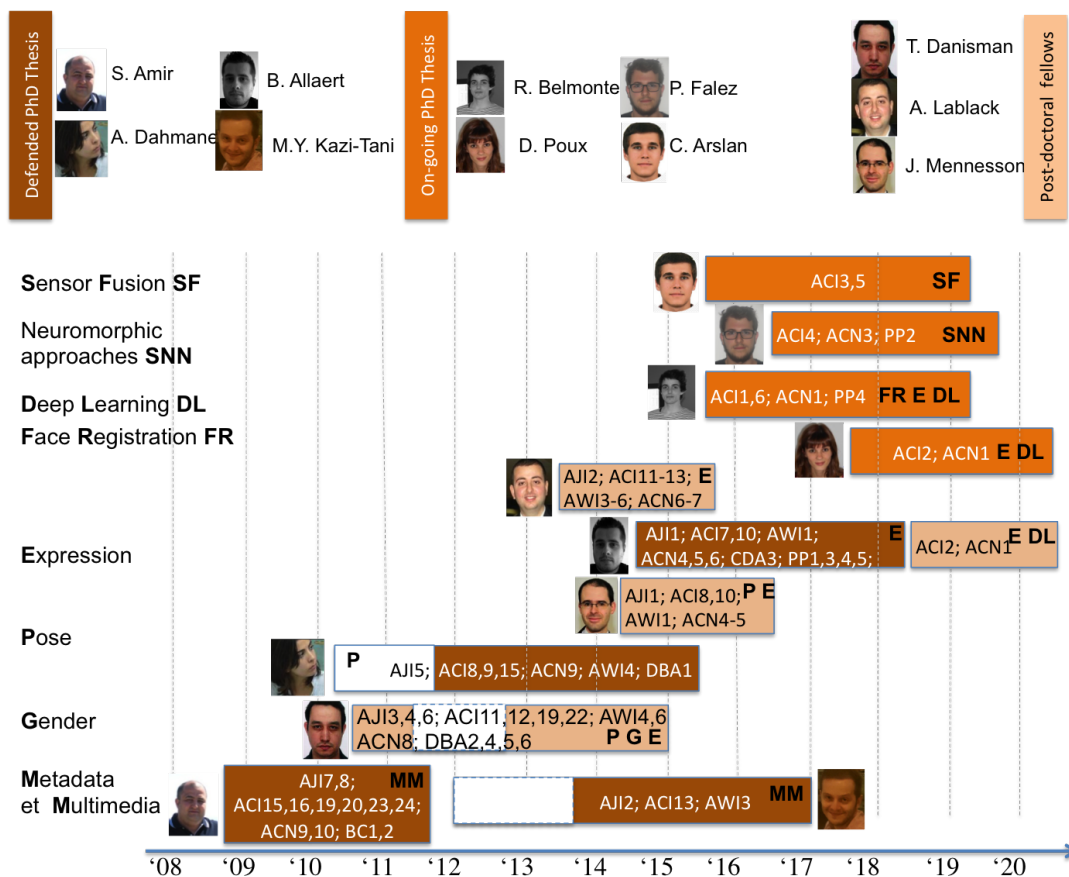 Defended PhD Thesis
S. Amir
B. Allaert
A. Dahmane
M.Y. Kazi-Tani
On-going PhD Thesis
R. Belmonte
P. Falez
D. Poux
C. Arslan
T. Danisman
A. Lablack
J. Mennesson
Post-doctoral fellows
Sensor Fusion SF
ACI3,5 SF
Neuromorphic
approaches SNN
ACI4; ACN3; PP2 SNN
Deep Learning DL
ACI1,6; ACN1; PP4 FR E DL
Face Registration FR
ACI2; ACN1 E DL
AJI2; ACI11-13; E
AWI3-6; ACN6-7
Expression
AJI1; ACI7,10; AWI1; E
ACN4,5,6; CDA3; PP1,3,4,5;
E DL
ACI2; ACN1
AJI1; ACI8,10; P E
AWI1; ACN4-5
Pose
P
AJI5; ACI8,9,15; ACN9; AWI4; DBA1
Gender
AJI3,4,6; ACI11,12,19,22; AWI4,6
ACN8; DBA2,4,5,6 P G E
Metadata
et Multimedia
AJI7,8; MM
ACI15,16,19,20,23,24;
ACN9,10; BC1,2
AJI2; ACI13; AWI3 MM
‘08 ‘09 ‘10 ‘11 ‘12 ‘13 ‘14 ‘15 ‘16 ‘17 ‘18 ‘19 ‘20